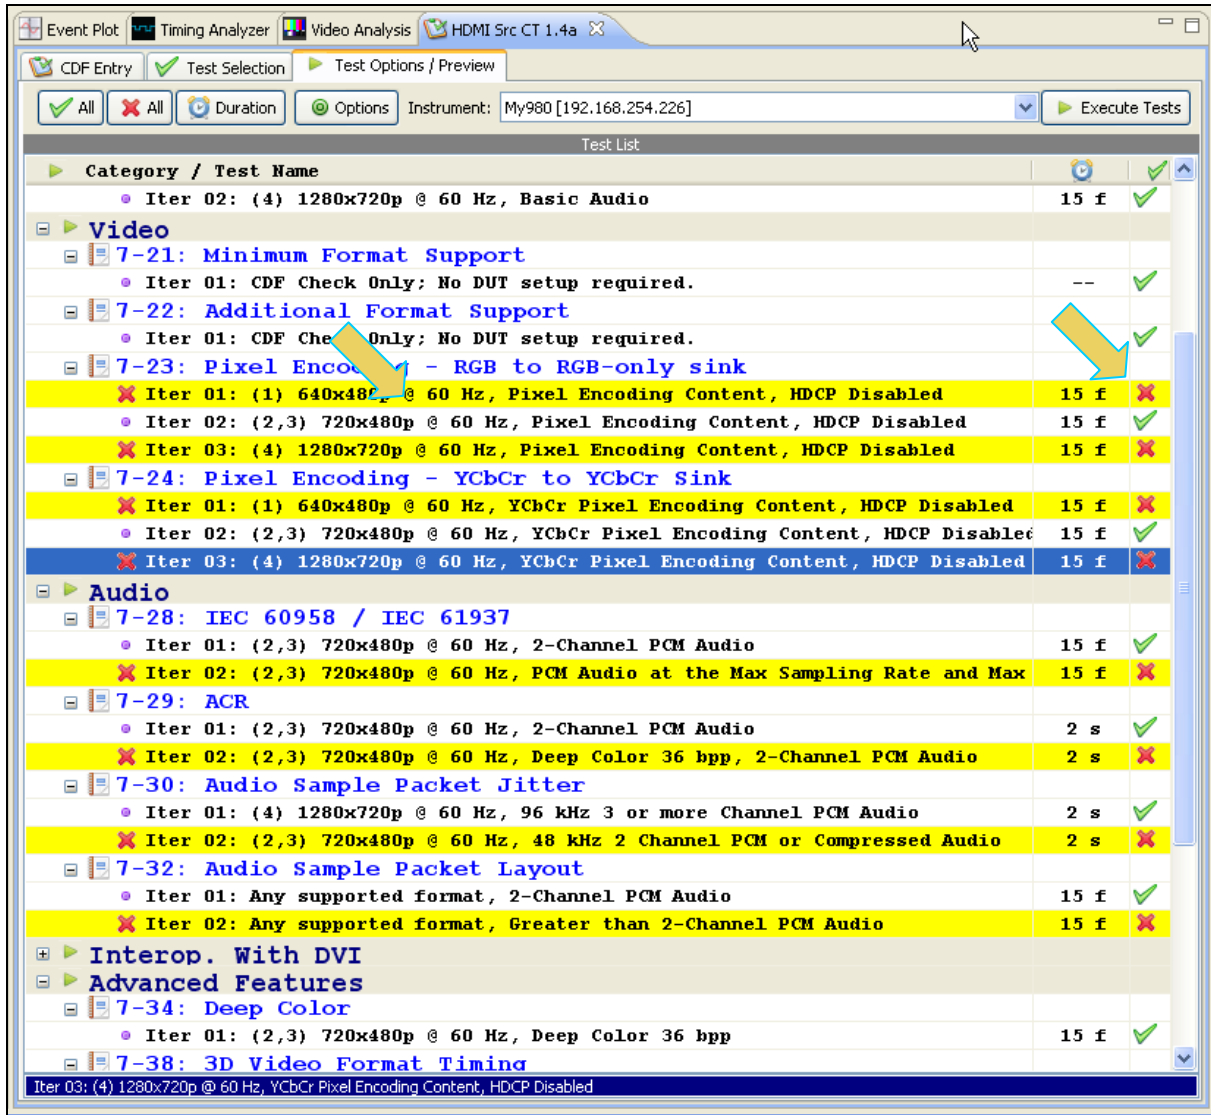 Event Plot Timing Analyzer Video Analysis HDMI Src CT 1.4a
CDF Entry Test Selection Test Options / Preview
All All Duration Options Instrument: My980 [192.168.254.226] Execute Tests
Test List
Category / Test Name
Iter 02: (4) 1280x720p @ 60 Hz, Basic Audio 15 f
Video
7-21: Minimum Format Support
Iter 01: CDF Check Only; No DUT setup required. --
7-22: Additional Format Support
Iter 01: CDF Only; No DUT setup required.
7-23: Pixel Encoding - RGB to RGB-only sink
Iter 01: (1) 640x480p @ 60 Hz, Pixel Encoding Content, HDCP Disabled 15 f
Iter 02: (2,3) 720x480p @ 60 Hz, Pixel Encoding Content, HDCP Disabled 15 f
Iter 03: (4) 1280x720p @ 60 Hz, Pixel Encoding Content, HDCP Disabled 15 f
7-24: Pixel Encoding - YCbCr to YCbCr Sink
Iter 01: (1) 640x480p @ 60 Hz, YCbCr Pixel Encoding Content, HDCP Disabled 15 f
Iter 02: (2,3) 720x480p @ 60 Hz, YCbCr Pixel Encoding Content, HDCP Disabled 15 f
Iter 03: (4) 1280x720p @ 60 Hz, YCbCr Pixel Encoding Content, HDCP Disabled 15 f
Audio
7-28: IEC 60958 / IEC 61937
Iter 01: (2,3) 720x480p @ 60 Hz, 2-Channel PCM Audio 15 f
Iter 02: (2,3) 720x480p @ 60 Hz, PCM Audio at the Max Sampling Rate and Max 15 f
7-29: ACR
Iter 01: (2,3) 720x480p @ 60 Hz, 2-Channel PCM Audio 2 s
Iter 02: (2,3) 720x480p @ 60 Hz, Deep Color 36 bpp, 2-Channel PCM Audio 2 s
7-30: Audio Sample Packet Jitter
Iter 01: (4) 1280x720p @ 60 Hz, 96 kHz 3 or more Channel PCM Audio 2 s
Iter 02: (2,3) 720x480p @ 60 Hz, 48 kHz 2 Channel PCM or Compressed Audio 2 s
7-32: Audio Sample Packet Layout
Iter 01: Any supported format, 2-Channel PCM Audio 15 f
Iter 02: Any supported format, Greater than 2-Channel PCM Audio 15 f
Interop. With DVI
Advanced Features
7-34: Deep Color
Iter 01: (2,3) 720x480p @ 60 Hz, Deep Color 36 bpp 15 f
7-38: 3D Video Format Timing
Iter 03: (4) 1280x720p @ 60 Hz, YCbCr Pixel Encoding Content, HDCP Disabled